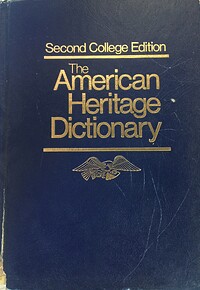 Second College Edition
The
American
Heritage
Dictionary